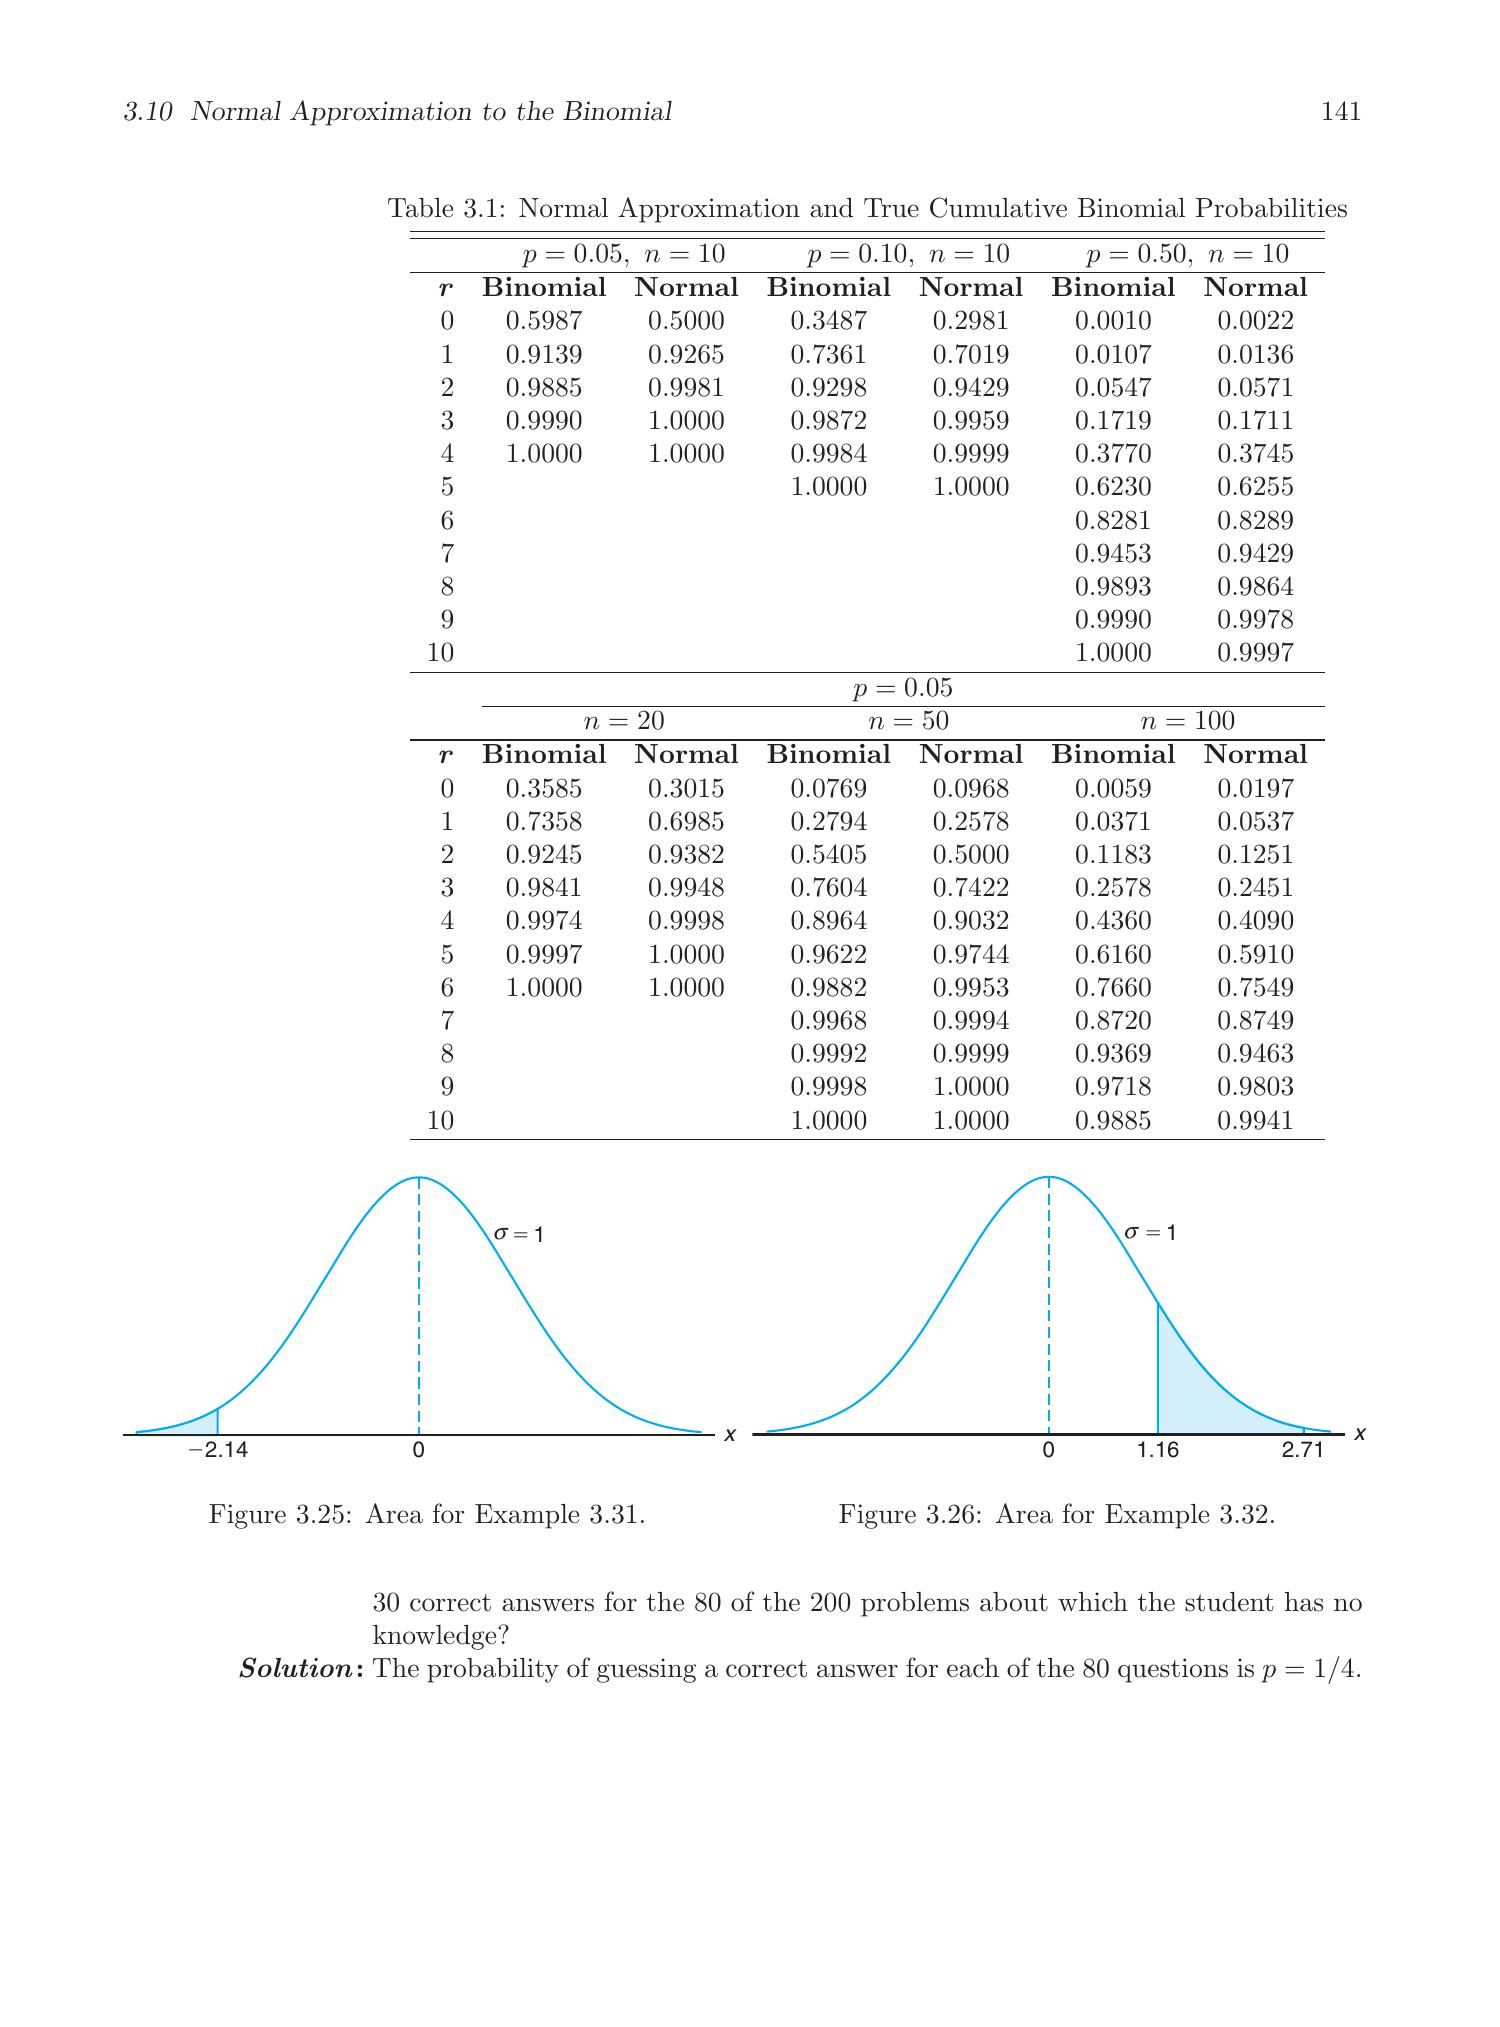 3.10 Normal Approximation to the Binomial 141
Table 3.1: Normal Approximation and True Cumulative Binomial Probabilities
p = 0.05, n = 10 p = 0.10, n = 10 p = 0.50, n = 10
r Binomial Normal Binomial Normal Binomial Normal
0 0.5987 0.5000 0.3487 0.2981 0.0010 0.0022
1 0.9139 0.9265 0.7361 0.7019 0.0107 0.0136
2 0.9885 0.9981 0.9298 0.9429 0.0547 0.0571
3 0.9990 1.0000 0.9872 0.9959 0.1719 0.1711
4 1.0000 1.0000 0.9984 0.9999 0.3770 0.3745
5 1.0000 1.0000 0.6230 0.6255
6 0.8281 0.8289
7 0.9453 0.9429
8 0.9893 0.9864
9 0.9990 0.9978
10 1.0000 0.9997
p = 0.05
n = 20 n = 50 n = 100
r Binomial Normal Binomial Normal Binomial Normal
0 0.3585 0.3015 0.0769 0.0968 0.0059 0.0197
1 0.7358 0.6985 0.2794 0.2578 0.0371 0.0537
2 0.9245 0.9382 0.5405 0.5000 0.1183 0.1251
3 0.9841 0.9948 0.7604 0.7422 0.2578 0.2451
4 0.9974 0.9998 0.8964 0.9032 0.4360 0.4090
5 0.9997 1.0000 0.9622 0.9744 0.6160 0.5910
6 1.0000 1.0000 0.9882 0.9953 0.7660 0.7549
7 0.9968 0.9994 0.8720 0.8749
8 0.9992 0.9999 0.9369 0.9463
9 0.9998 1.0000 0.9718 0.9803
10 1.0000 1.0000 0.9885 0.9941
σ = 1
−2.14 0 x
Figure 3.25: Area for Example 3.31.
σ = 1
0 1.16 2.71 x
Figure 3.26: Area for Example 3.32.
30 correct answers for the 80 of the 200 problems about which the student has no
knowledge?
Solution: The probability of guessing a correct answer for each of the 80 questions is p = 1/4.